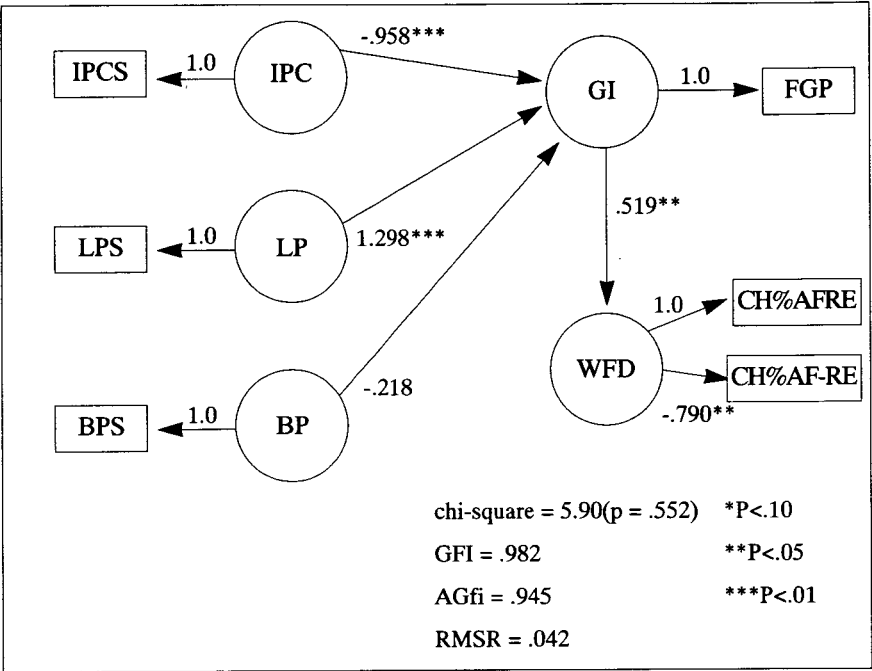 -.958***
IPCS
1.0
IPC
GI
1.0
FGP
.519**
LPS
1.0
LP
1.298***
1.0
CH%AFRE
WFD
CH%AF-RE
-.790**
-.218
BPS
1.0
BP
chi-square = 5.90(p = .552) *P<.10
GFI = .982 **P<.05
AGfi = .945 ***P<.01
RMSR = .042